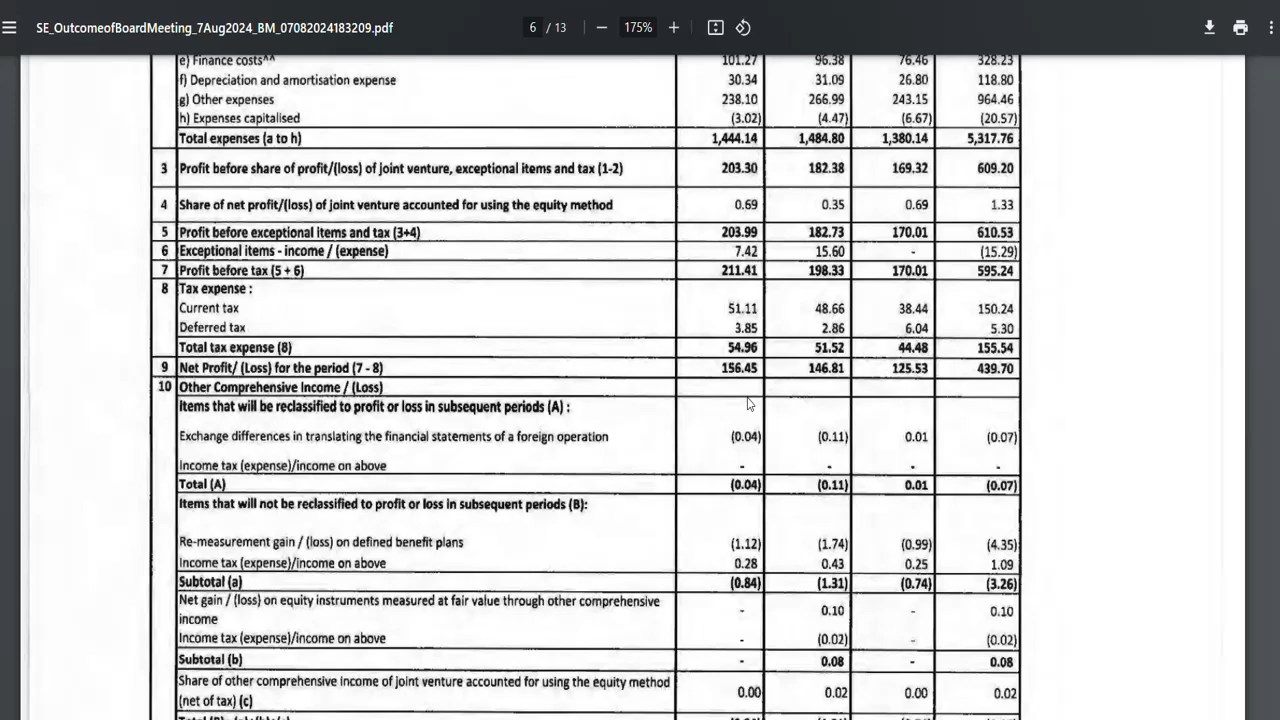 SE_OutcomeofBoardMeeting_7Aug2024_BM_07082024183209.pdf 6 / 13 175%
e) Finance costs^^ 101.27 96.38 76.46 328.23
f) Depreciation and amortisation expense 30.34 31.09 26.80 118.80
g) Other expenses 238.10 266.99 243.15 964.46
h) Expenses capitalised (3.02) (4.47) (6.67) (20.57)
Total expenses (a to h) 1,444.14 1,484.80 1,380.14 5,317.76
3 Profit before share of profit/(loss) of joint venture, exceptional items and tax (1-2) 203.30 182.38 169.32 609.20
4 Share of net profit/(loss) of joint venture accounted for using the equity method 0.69 0.35 0.69 1.33
5 Profit before exceptional items and tax (3+4) 203.99 182.73 170.01 610.53
6 Exceptional items - income / (expense) 7.42 15.60 - (15.29)
7 Profit before tax (5 + 6) 211.41 198.33 170.01 595.24
8 Tax expense :
Current tax 51.11 48.66 38.44 150.24
Deferred tax 3.85 2.86 6.04 5.30
Total tax expense (8) 54.96 51.52 44.48 155.54
9 Net Profit/ (Loss) for the period (7 - 8) 156.45 146.81 125.53 439.70
10 Other Comprehensive Income / (Loss)
Items that will be reclassified to profit or loss in subsequent periods (A) :
Exchange differences in translating the financial statements of a foreign operation (0.04) (0.11) 0.01 (0.07)
Income tax (expense)/income on above - - - -
Total (A) (0.04) (0.11) 0.01 (0.07)
Items that will not be reclassified to profit or loss in subsequent periods (B):
Re-measurement gain / (loss) on defined benefit plans (1.12) (1.74) (0.99) (4.35)
Income tax (expense)/income on above 0.28 0.43 0.25 1.09
Subtotal (a) (0.84) (1.31) (0.74) (3.26)
Net gain / (loss) on equity instruments measured at fair value through other comprehensive
income - 0.10 - 0.10
Income tax (expense)/income on above - (0.02) - (0.02)
Subtotal (b) - 0.08 - 0.08
Share of other comprehensive income of joint venture accounted for using the equity method
(net of tax) (c) 0.00 0.02 0.00 0.02